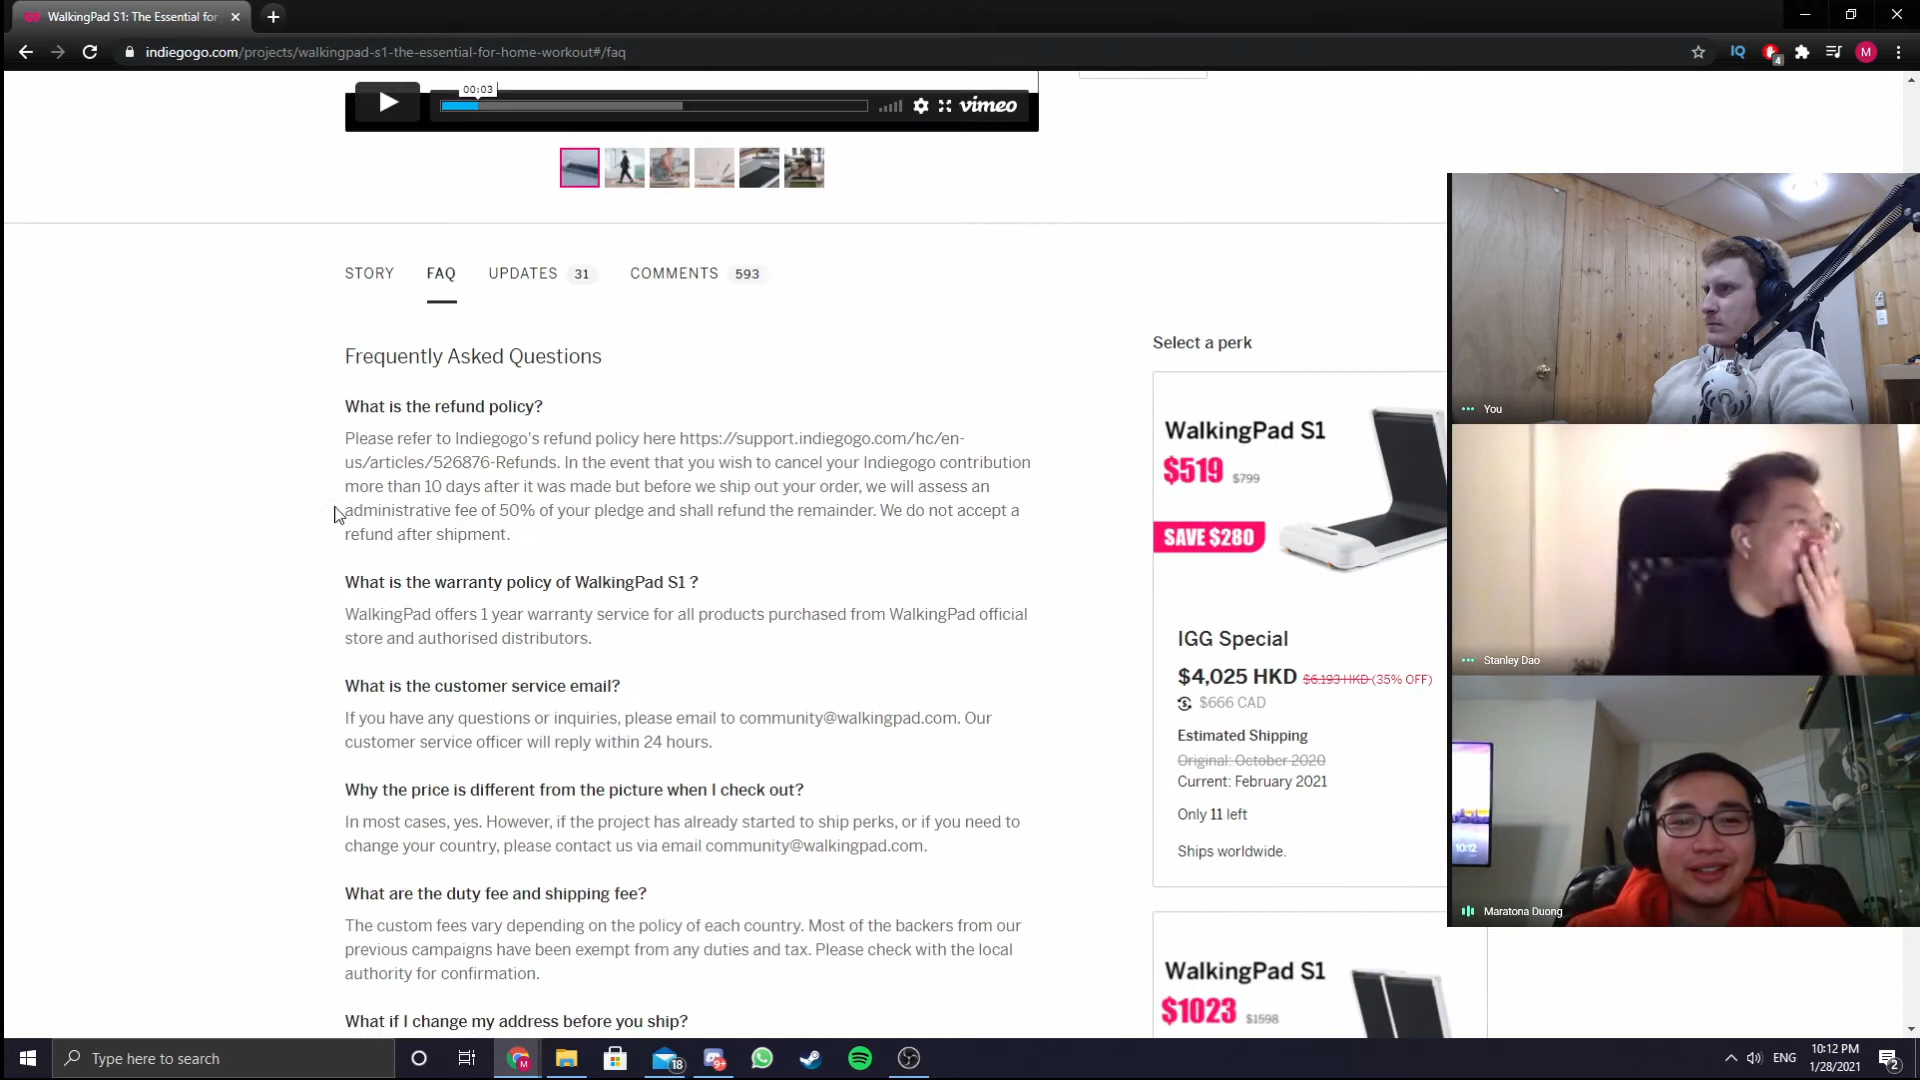 WalkingPad S1: The Essential for
indiegogo.com/projects/walkingpad-s1-the-essential-for-home-workout#/faq
IQ
4
M
00:03
vimeo
STORY
FAQ
UPDATES 31
COMMENTS 593
Frequently Asked Questions
What is the refund policy?
Please refer to Indiegogo's refund policy here https://support.indiegogo.com/hc/en-
us/articles/526876-Refunds. In the event that you wish to cancel your Indiegogo contribution
more than 10 days after it was made but before we ship out your order, we will assess an
administrative fee of 50% of your pledge and shall refund the remainder. We do not accept a
refund after shipment.
What is the warranty policy of WalkingPad S1 ?
WalkingPad offers 1 year warranty service for all products purchased from WalkingPad official
store and authorised distributors.
What is the customer service email?
If you have any questions or inquiries, please email to community@walkingpad.com. Our
customer service officer will reply within 24 hours.
Why the price is different from the picture when I check out?
In most cases, yes. However, if the project has already started to ship perks, or if you need to
change your country, please contact us via email community@walkingpad.com.
What are the duty fee and shipping fee?
The custom fees vary depending on the policy of each country. Most of the backers from our
previous campaigns have been exempt from any duties and tax. Please check with the local
authority for confirmation.
What if I change my address before you ship?
Select a perk
WalkingPad S1
$519 $799
SAVE $280
IGG Special
$4,025 HKD $6,193 HKD (35% OFF)
$666 CAD
Estimated Shipping
Original: October 2020
Current: February 2021
Only 11 left
Ships worldwide.
WalkingPad S1
$1023 $1598
You
Stanley Dao
10:12
Maratona Duong
Type here to search
M
18
9+
ENG
10:12 PM
1/28/2021
2